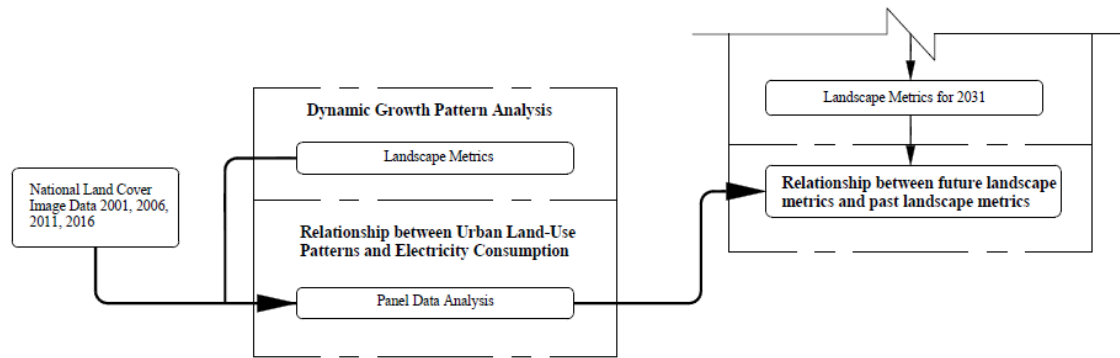 National Land Cover
Image Data 2001, 2006,
2011, 2016
Dynamic Growth Pattern Analysis
Landscape Metrics
Relationship between Urban Land-Use
Patterns and Electricity Consumption
Panel Data Analysis
Landscape Metrics for 2031
Relationship between future landscape
metrics and past landscape metrics